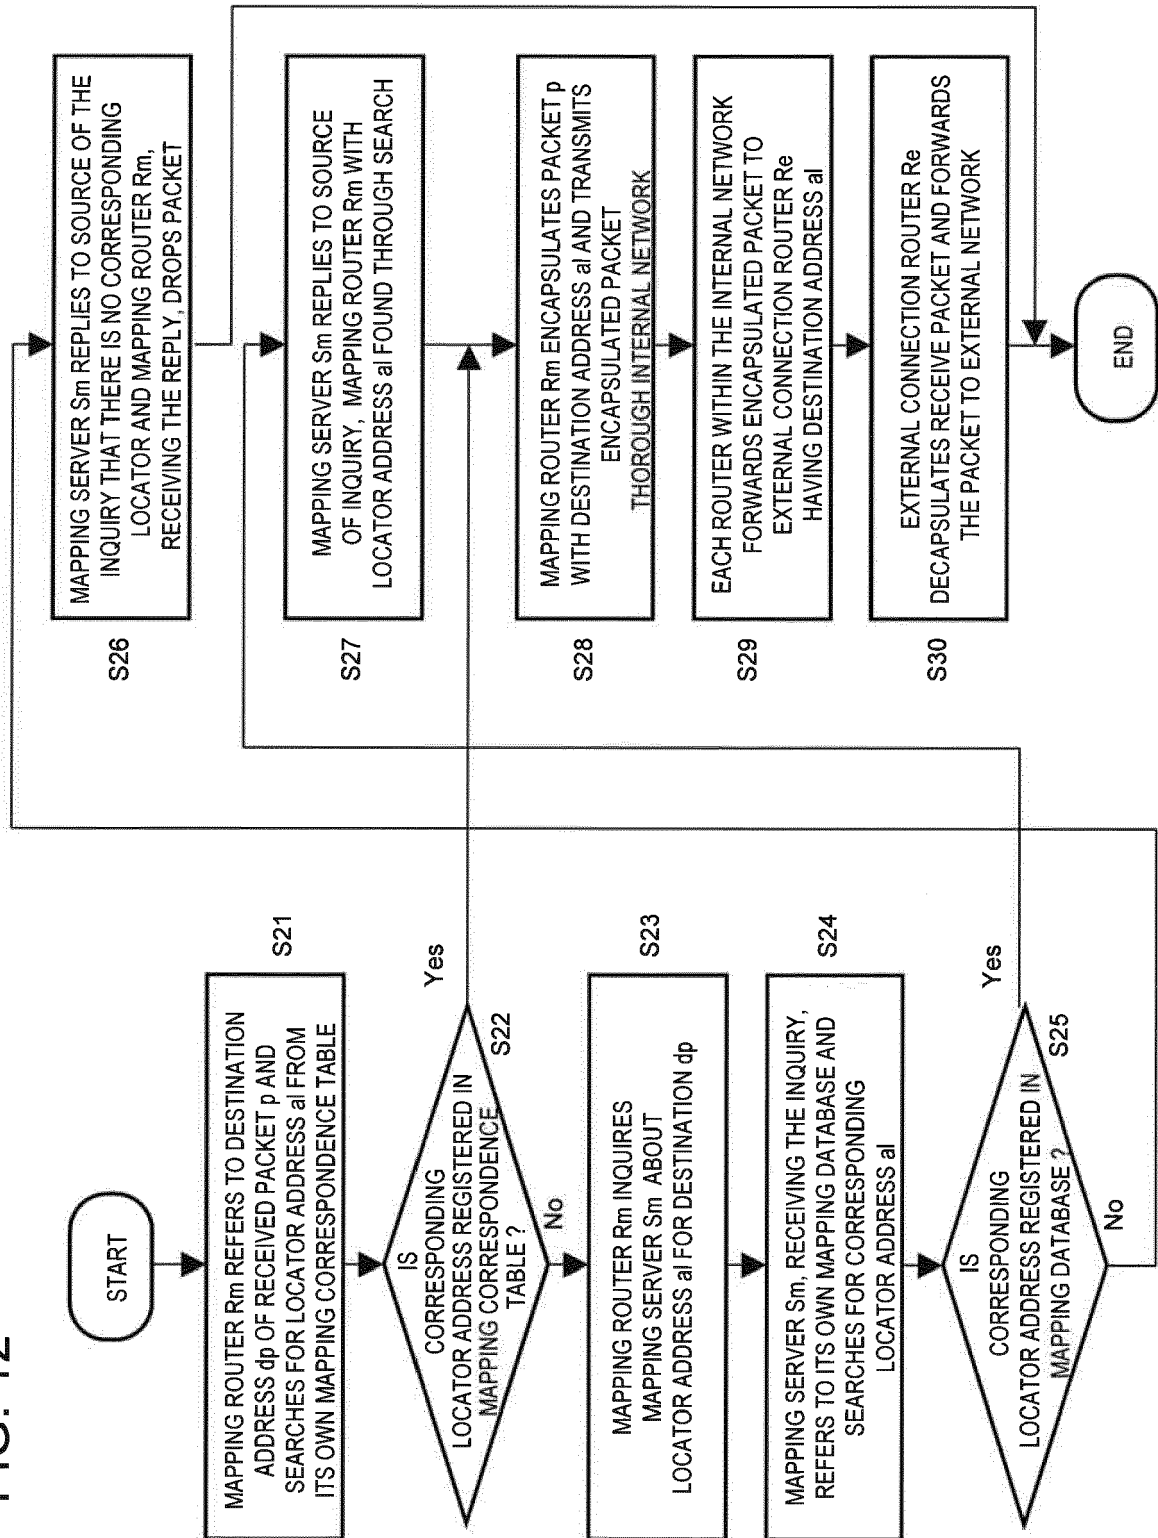 FIG. 12
START
MAPPING ROUTER Rm REFERS TO DESTINATION
ADDRESS dp OF RECEIVED PACKET p AND
SEARCHES FOR LOCATOR ADDRESS al FROM
ITS OWN MAPPING CORRESPONDENCE TABLE
S21
IS
CORRESPONDING
LOCATOR ADDRESS REGISTERED IN
MAPPING CORRESPONDENCE
TABLE ?
S22
Yes
No
MAPPING ROUTER Rm INQUIRES
MAPPING SERVER Sm ABOUT
LOCATOR ADDRESS al FOR DESTINATION dp
S23
MAPPING SERVER Sm, RECEIVING THE INQUIRY,
REFERS TO ITS OWN MAPPING DATABASE AND
SEARCHES FOR CORRESPONDING
LOCATOR ADDRESS al
S24
IS
CORRESPONDING
LOCATOR ADDRESS REGISTERED IN
MAPPING DATABASE ?
S25
Yes
No
MAPPING SERVER Sm REPLIES TO SOURCE OF THE
INQUIRY THAT THERE IS NO CORRESPONDING
LOCATOR AND MAPPING ROUTER Rm,
RECEIVING THE REPLY, DROPS PACKET
S26
MAPPING SERVER Sm REPLIES TO SOURCE
OF INQUIRY, MAPPING ROUTER Rm WITH
LOCATOR ADDRESS al FOUND THROUGH SEARCH
S27
MAPPING ROUTER Rm ENCAPSULATES PACKET p
WITH DESTINATION ADDRESS al AND TRANSMITS
ENCAPSULATED PACKET
THOROUGH INTERNAL NETWORK
S28
EACH ROUTER WITHIN THE INTERNAL NETWORK
FORWARDS ENCAPSULATED PACKET TO
EXTERNAL CONNECTION ROUTER Re
HAVING DESTINATION ADDRESS al
S29
EXTERNAL CONNECTION ROUTER Re
DECAPSULATES RECEIVE PACKET AND FORWARDS
THE PACKET TO EXTERNAL NETWORK
S30
END